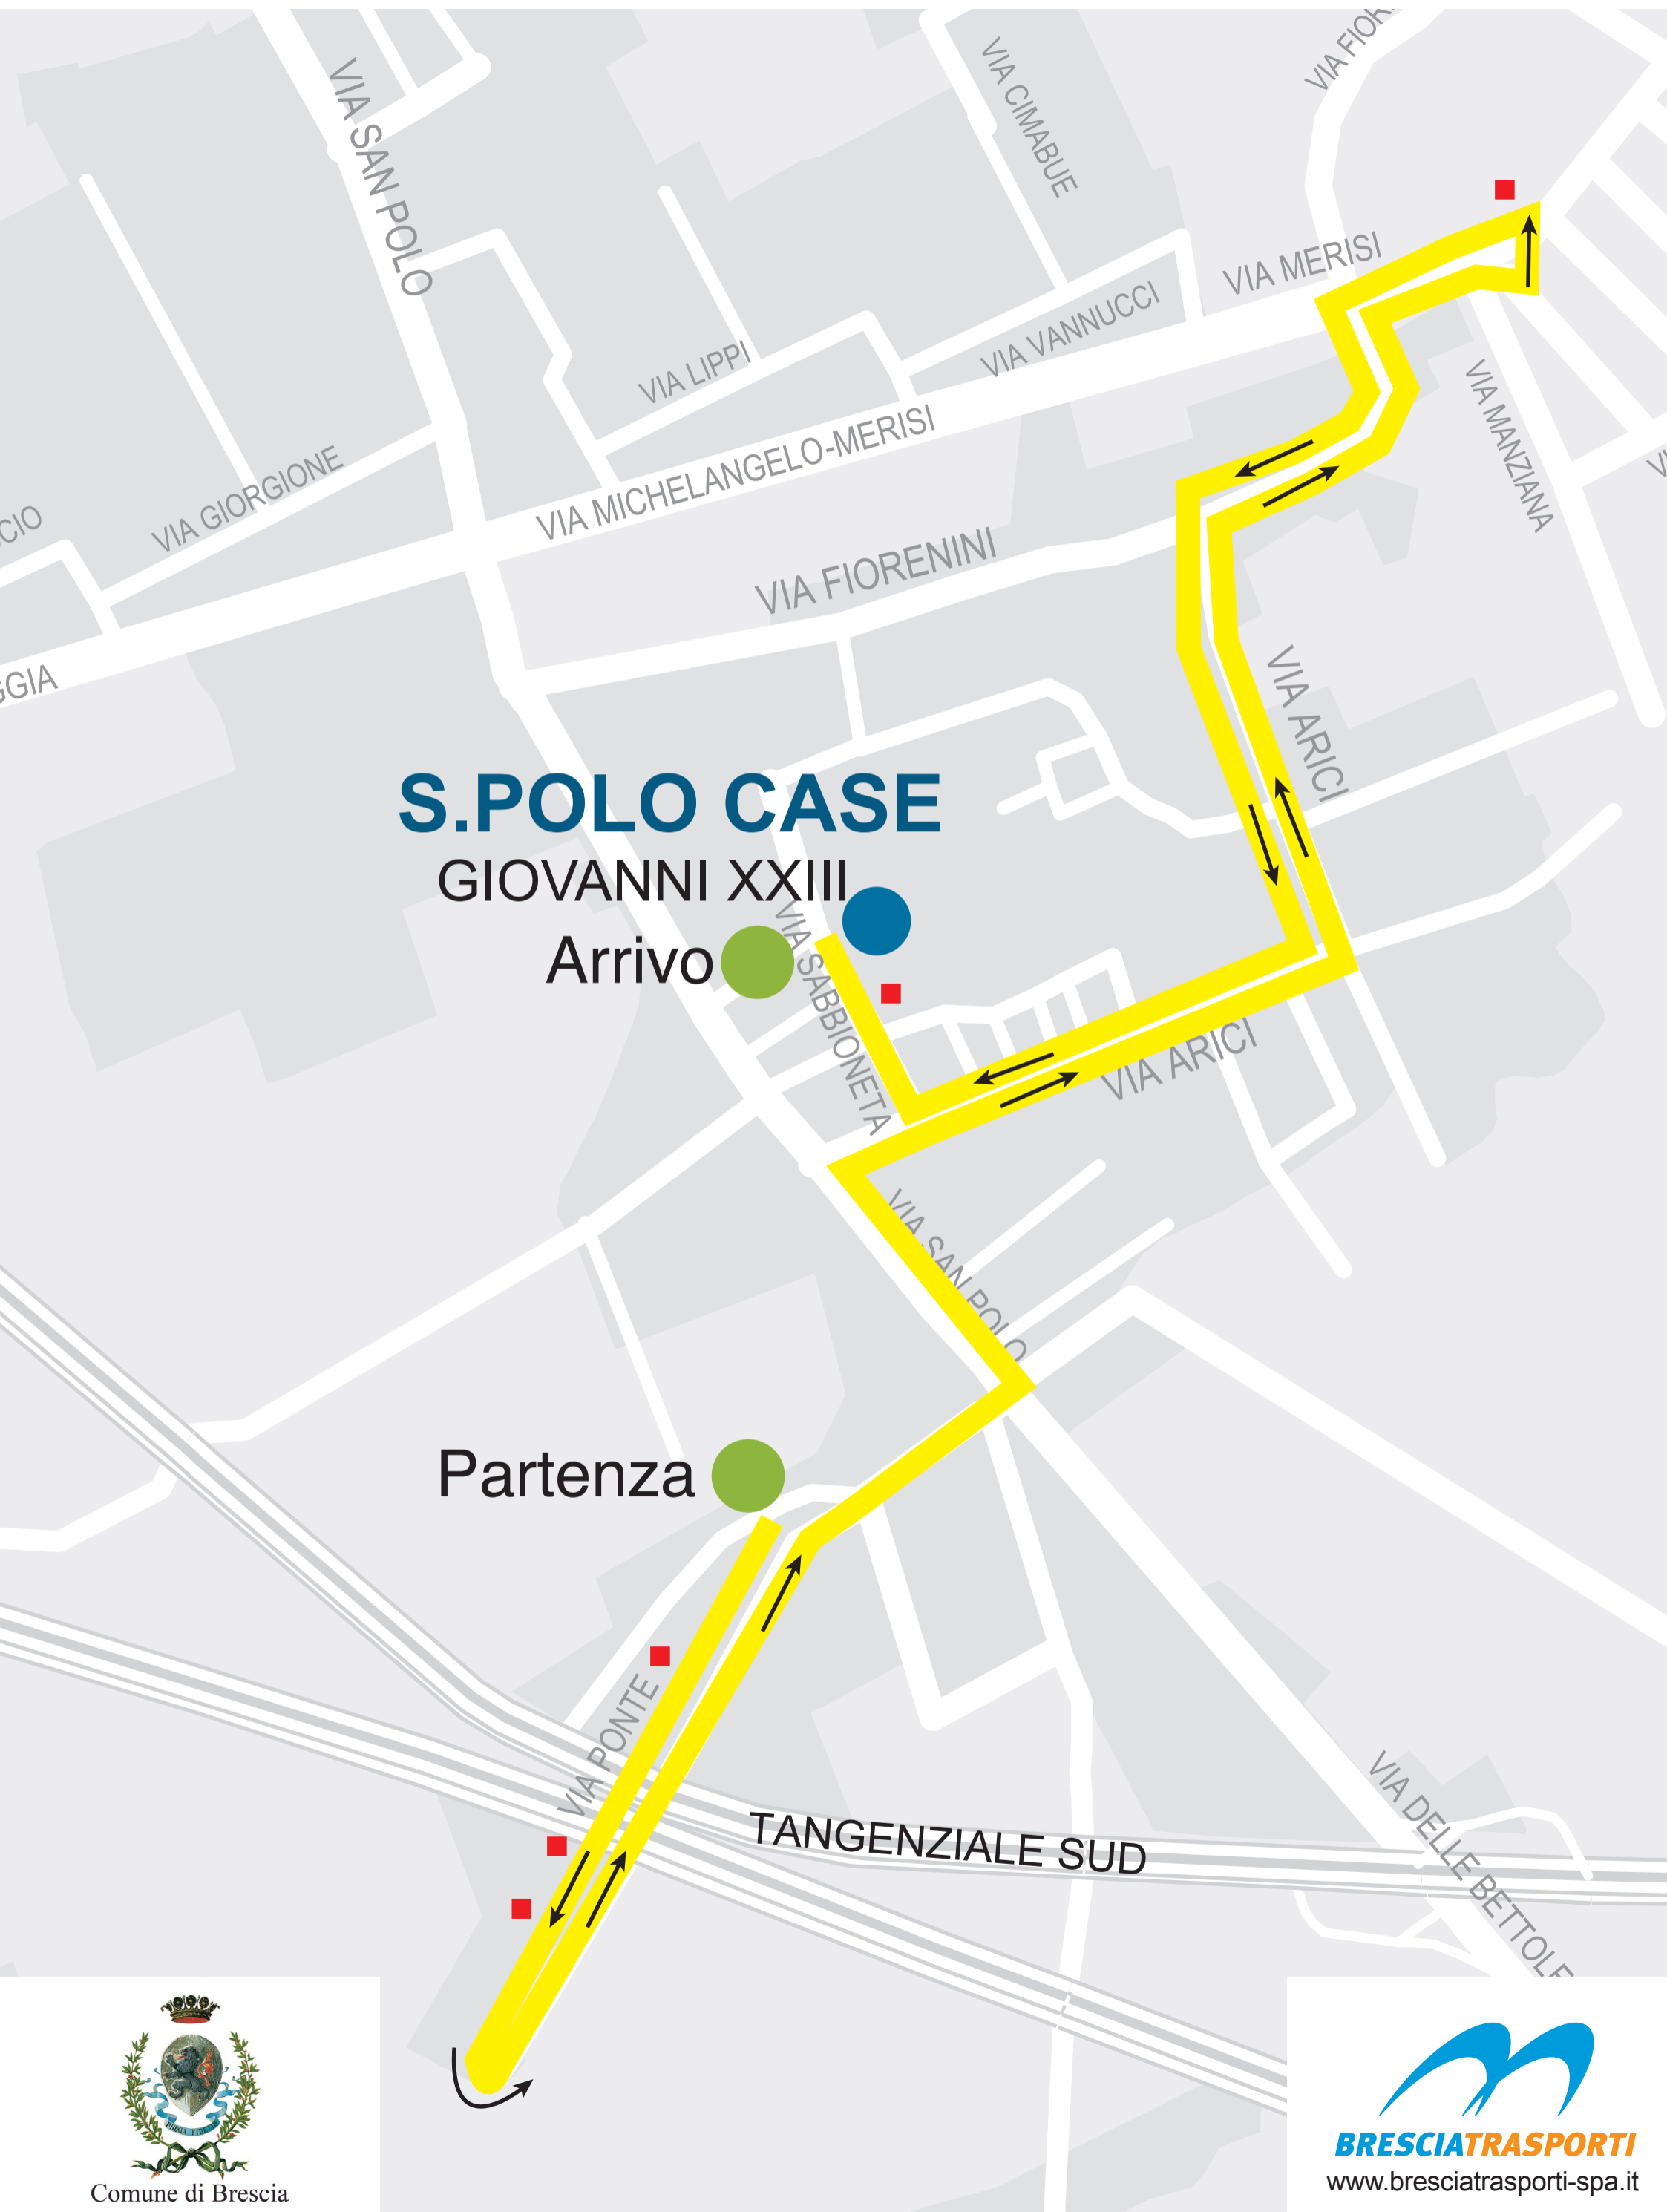 VIA SAN POLO
VIA CIMABUE
VIA MERISI
VIA VANNUCCI
VIA LIPPI
VIA MICHELANGELO-MERISI
VIA GIORGIONE
VIA MANZIANA
VIA FIORENINI
VIA ARICI
S.POLO CASE
GIOVANNI XXIII
Arrivo
VIA SABBIONETA
VIA ARICI
VIA SAN POLO
Partenza
VIA PONTE
TANGENZIALE SUD
VIA DELLE BETTOLE
Comune di Brescia
BRESCIATRASPORTI
www.bresciatrasporti-spa.it